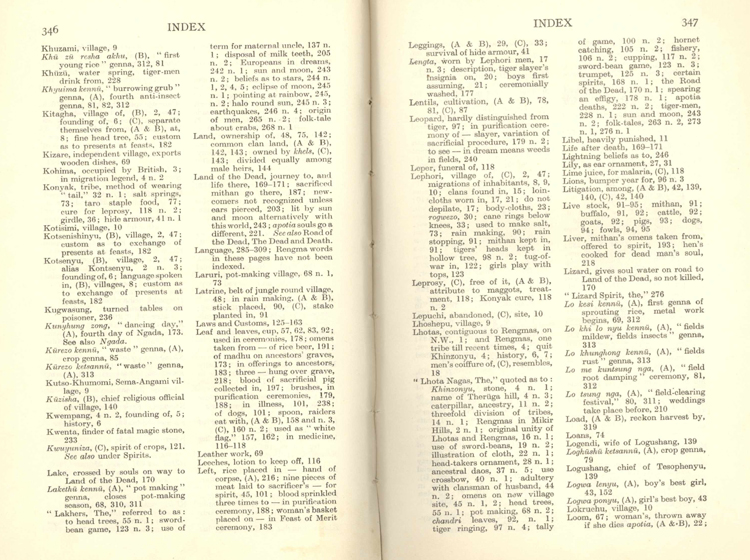 346
INDEX
Khuzami, village, 9
Khü zü resha akhu, (B), "first
young rice" genna, 312, 81
Khüzü, water spring, tiger-men
drink from, 228
Khyuima kennü, "burrowing grub"
genna, (A), fourth anti-insect
genna, 81, 82, 312
Kitagha, village of, (B), 2, 47;
founding of, 6; (C), separate
themselves from, (A & B), at,
8; fine head tree, 55; custom
as to presents at feasts, 182
Kizare, independent village, exports
wooden dishes, 69
Kohima, occupied by British, 3;
in migration legend, 4 n. 2
Konyak, tribe, method of wearing
"tail," 32 n. 1; salt springs,
73; taro staple food, 77;
cure for leprosy, 118 n. 2;
girdle, 36; hide armour, 41 n. 1
Kotisimi, village, 10
Kotsenishinyu, (B), village, 2, 47;
custom as to exchange of
presents at feasts, 182
Kotsenyu, (B), village, 2, 47;
alias Kontsenyu, 2 n. 3;
founding of, 6; language spoken
in, (B), villages, 8; custom as
to exchange of presents at
feasts, 182
Kugwasung, turned tables on
poisoner, 236
Kunyhung zong, "dancing day,"
(A), fourth day of Ngada, 173.
See also Ngada.
Kürezo kennü, "waste" genna, (A),
crop genna, 85
Kürezo ketsannü, "waste" genna,
(A), 313
Kutso-Khumomi, Sema-Angami vil-
lage, 9
Küzisha, (B), chief religious official
of village, 140
Kwempang, 4 n. 2, founding of, 5;
history, 6
Kwenta, finder of fatal magic stone,
233
Kwunyuniza, (C), spirit of crops, 121.
See also under Spirits.
Lake, crossed by souls on way to
Land of the Dead, 170
Lakethü kennü, (A), "pot making"
genna, closes pot-making
season, 68, 310, 311
"Lakhers, The," referred to as:
to head trees, 55 n. 1; sword-
bean game, 123 n. 3; use of
term for maternal uncle, 137 n.
1; disposal of milk teeth, 205
n. 2; Europeans in dreams,
242 n. 1; sun and moon, 243
n. 2; beliefs as to stars, 244 n.
1, 2, 4, 5; eclipse of moon, 245
n. 1; pointing at rainbow, 245,
n. 2; halo round sun, 245 n. 3;
earthquakes, 246 n. 4; origin
of men, 265 n. 2; folk-tale
about crabs, 268 n. 1
Land, ownership of, 48, 75, 142;
common clan land, (A & B),
142, 143; owned by khels, (C),
143; divided equally among
male heirs, 144
Land of the Dead, journey to, and
life there, 169–171; sacrificed
mithan go there, 187; new-
comers not recognized unless
ears pierced, 203; lit by sun
and moon alternatively with
this world, 243; apotia souls go a
different, 221. See also Road of
the Dead, The Dead and Death.
Language, 285–309; Rengma words
in these pages have not been
indexed.
Laruri, pot-making village, 68 n. 1,
73
Latrine, belt of jungle round village,
48; in rain making, (A & B),
stick placed, 90, (C), stake
planted in, 91
Laws and Customs, 125–163
Leaf and leaves, cup, 57, 62, 83, 92;
used in ceremonies, 178; omens
taken from — of rice beer, 191;
of madhu on ancestors' graves,
173; in offerings to ancestors,
183; three — hung over grave,
218; blood of sacrificial pig
collected in, 197; brushes, in
purification ceremonies, 179,
188; in illness, 101, 238;
of dogs, 101; spoon, raiders
eat with, (A & B), 158 and n. 3,
(C), 160 n. 2; used as "white
flag," 157, 162; in medicine,
116–118
Leather work, 69
Leeches, lotion to keep off, 116
Left, rice placed in — hand of
corpse, (A), 216; nine pieces of
meat laid to sacrificer's — for
spirit, 45, 101; blood sprinkled
three times to — in purification
ceremony, 188; woman's basket
placed on — in Feast of Merit
ceremony, 183
INDEX
347
Leggings, (A & B), 29, (C), 33;
survival of hide armour, 41
Lengta, worn by Lephori men, 17
n. 3; description, tiger slayer's
insignia on, 20; boys first
assuming, 21; ceremonially
washed, 177
Lentils, cultivation, (A & B), 78,
81, (C), 87
Leopard, hardly distinguished from
tiger, 97; in purification cere-
mony of — slayer, variation of
sacrificial procedure, 179 n. 2;
to see — in dream means weeds
in fields, 240
Leper, funeral of, 118
Lephori, village of, (C), 2, 47;
migrations of inhabitants, 8, 9,
10; clans found in, 15; loin-
cloths worn in, 17, 21; do not
depilate, 17; body-cloths, 23;
rogweezo, 30; cane rings below
knees, 33; used to make salt,
73; rain making, 90; rain
stopping, 91; mithan kept in,
91; tigers' heads kept in
hollow tree, 98 n. 2; tug-of-
war in, 122; girls play with
tops, 123
Leprosy, (C), free of it, (A & B),
attribute to maggots, treat-
ment, 118; Konyak cure, 118
n. 2
Lepuchi, abandoned, (C), site, 10
Lhoshepu, village, 9
Lhotas, contiguous to Rengmas, on
N.W., 1; and Rengmas, one
tribe till recent times, 4; quit
Khinzonyu, 4; history, 6, 7;
men's coiffure of, (C), resembles,
18
"Lhota Nagas, The," quoted as to:
Khinzonyu, stone, 4 n. 1;
name of Therüga hill, 4 n. 3;
caterpillar, ancestry, 11 n. 2;
threefold division of tribes,
14 n. 1; Rengmas in Mikir
Hills, 2 n. 1; original unity of
Lhotas and Rengmas, 16 n. 1;
use of sword-beans, 19 n. 2;
illustration of cloth, 22 n. 1;
head-takers ornament, 28 n. 1;
ancestral daos, 37 n. 5; use
crossbow, 40 n. 1; adultery
with clansman of husband, 44
n. 2; omens on new village
site, 45 n. 1, 2; head trees,
55 n. 1; pot making, 68 n. 2;
chandri leaves, 92, n. 1;
tiger ringing, 97 n. 4; tally
of game, 100 n. 2; hornet
catching, 105 n. 2; fishery,
106 n. 2; cupping, 117 n. 2;
sword-bean game, 123 n. 3;
trumpet, 125 n. 3; certain
spirits, 168 n. 1; the Road
of the Dead, 170 n. 1; spearing
an effigy, 178 n. 1; apotia
deaths, 222 n. 2; tiger-men,
228 n. 1; sun and moon, 243
n. 2; folk-tales, 263 n. 2, 273
n. 1, 276 n. 1
Libel, heavily punished, 11
Life after death, 169–171
Lightning beliefs as to, 246
Lily, as ear ornament, 27, 31
Lime juice, for malaria, (C), 118
Lions, bumper year for, 96 n. 3
Litigation, among, (A & B), 42, 139,
140, (C), 42, 140
Live stock, 91–95; mithan, 91;
buffalo, 91, 92; cattle, 92;
goats, 92; pigs, 93; dogs,
94; fowls, 94, 95
Liver, mithan's omens taken from,
offered to spirit, 193; hen's
cooked for dead man's soul,
218
Lizard, gives soul water on road to
Land of the Dead, so not killed,
170
"Lizard Spirit, the," 276
Lo kesi kennü, (A), first genna of
sprouting rice, metal work
begins, 69, 312
Lo khi lo nyu kennü, (A), "fields
mildew, fields insects" genna,
313
Lo khunghong kennü, (A), "fields
rust" genna, 313
Lo me kuntsung nga, (A), "field
root damping" ceremony, 81,
312
Lo tsung nga, (A), "field-clearing
festival," 80, 311; weddings
take place before, 210
Load, (A & B), reckon harvest by,
319
Loans, 74
Logendi, wife of Logushang, 139
Loghüshü ketsannü, (A), crop genna,
79
Logushang, chief of Tesophenyu,
139
Logwa lenyu, (A), boy's best girl,
43, 152
Logwa ponyu, (A), girl's best boy, 43
Lokruchu, village, 10
Loom, 67; woman's, thrown away
if she dies apotia, (A &-B), 22;